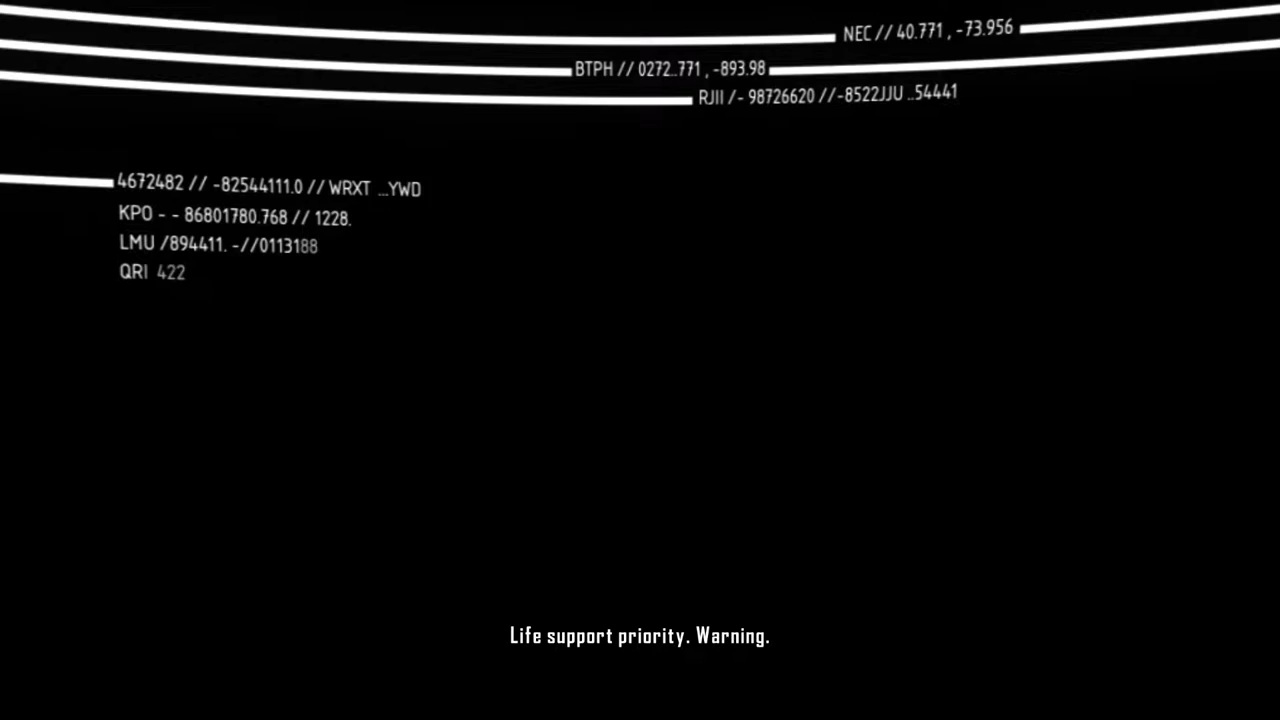 NEC // 40.771 , -73.956
BTPH // 0272..771 , -893.98
RJII /- 98726620 //-8522JJU ..54441
4672482 // -82544111.0 // WRXT ...YWD
KPO - - 86801780.768 // 1228.
LMU /894411. -//0113188
QRI 422
Life support priority. Warning.